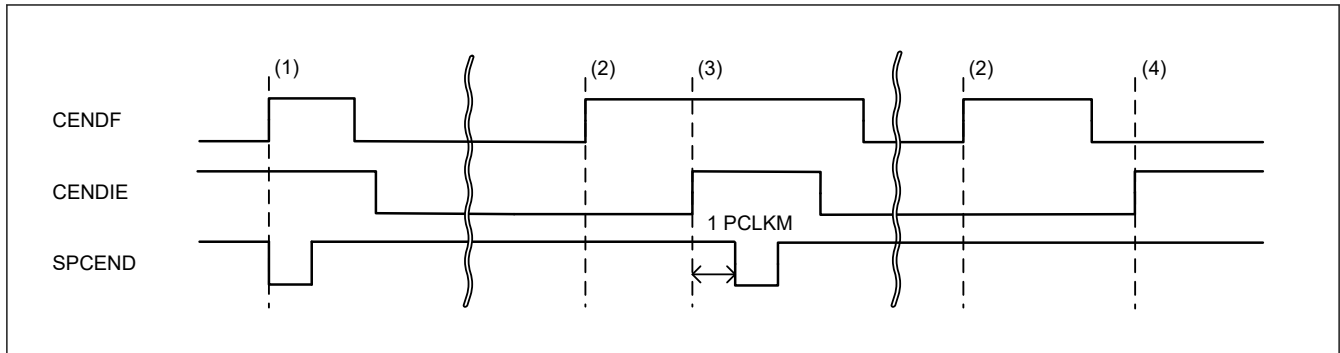 (1) (2) (3) (2) (4)
CENDF
CENDIE
1 PCLKM
SPCEND